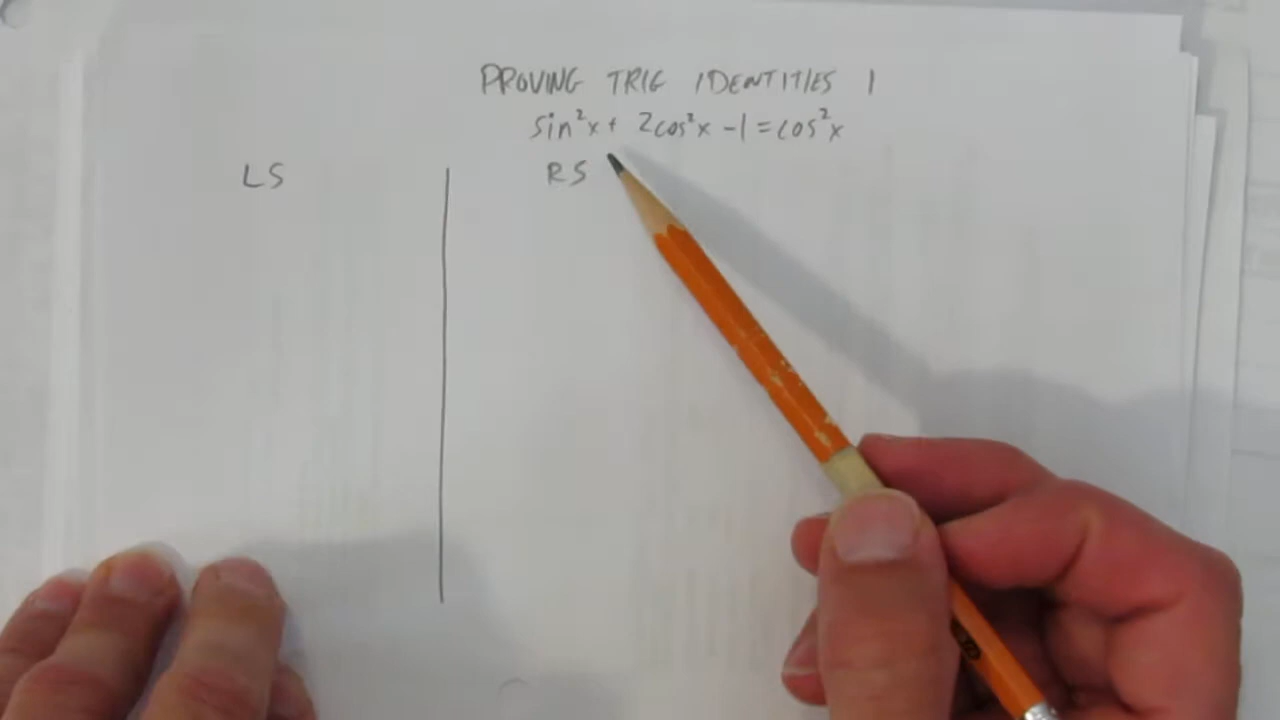 PROVING TRIG IDENTITIES 1
sin²x + 2cos²x - 1 = cos²x
LS RS